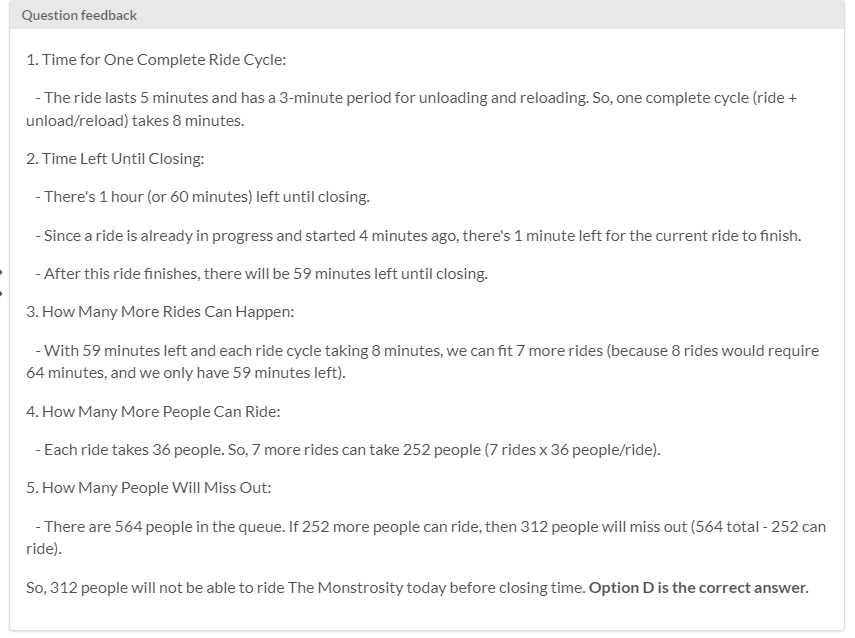 Question feedback
1. Time for One Complete Ride Cycle:
- The ride lasts 5 minutes and has a 3-minute period for unloading and reloading. So, one complete cycle (ride +
unload/reload) takes 8 minutes.
2. Time Left Until Closing:
- There's 1 hour (or 60 minutes) left until closing.
- Since a ride is already in progress and started 4 minutes ago, there's 1 minute left for the current ride to finish.
- After this ride finishes, there will be 59 minutes left until closing.
3. How Many More Rides Can Happen:
- With 59 minutes left and each ride cycle taking 8 minutes, we can fit 7 more rides (because 8 rides would require
64 minutes, and we only have 59 minutes left).
4. How Many More People Can Ride:
- Each ride takes 36 people. So, 7 more rides can take 252 people (7 rides x 36 people/ride).
5. How Many People Will Miss Out:
- There are 564 people in the queue. If 252 more people can ride, then 312 people will miss out (564 total - 252 can
ride).
So, 312 people will not be able to ride The Monstrosity today before closing time. Option D is the correct answer.